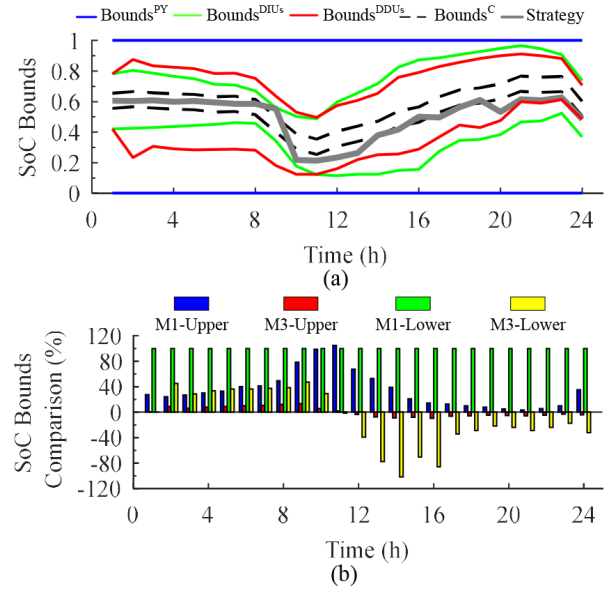 Bounds^PY Bounds^DIUs Bounds^DDUs Bounds^C Strategy
1
0.8
0.6
0.4
0.2
0
SoC Bounds
0 4 8 12 16 20 24
Time (h)
(a)
M1-Upper M3-Upper M1-Lower M3-Lower
120
80
40
0
-40
-80
-120
SoC Bounds
Comparison (%)
0 4 8 12 16 20 24
Time (h)
(b)